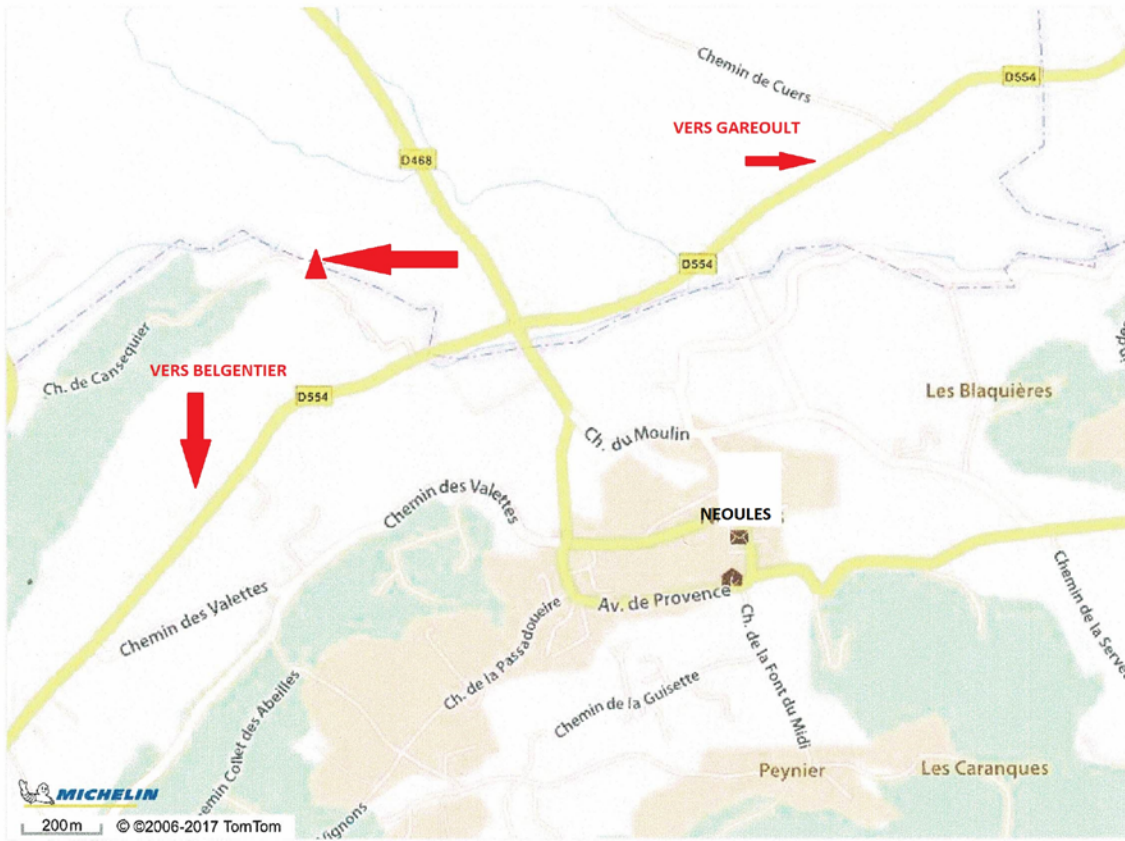 Chemin de Cuers
D554
VERS GAREOULT
D468
D554
Ch. de Cansequier
VERS BELGENTIER
D554
Les Blaquières
Ch. du Moulin
Chemin des Valettes
NEOULES
Av. de Provence
Chemin des Valettes
Ch. de la Passadoueire
Ch. de la Font du Midi
Chemin de la Guisette
Chemin de la Serve
Chemin Collet des Abeilles
Peynier
Les Caranques
Vignons
MICHELIN
200 m © ©2006-2017 TomTom